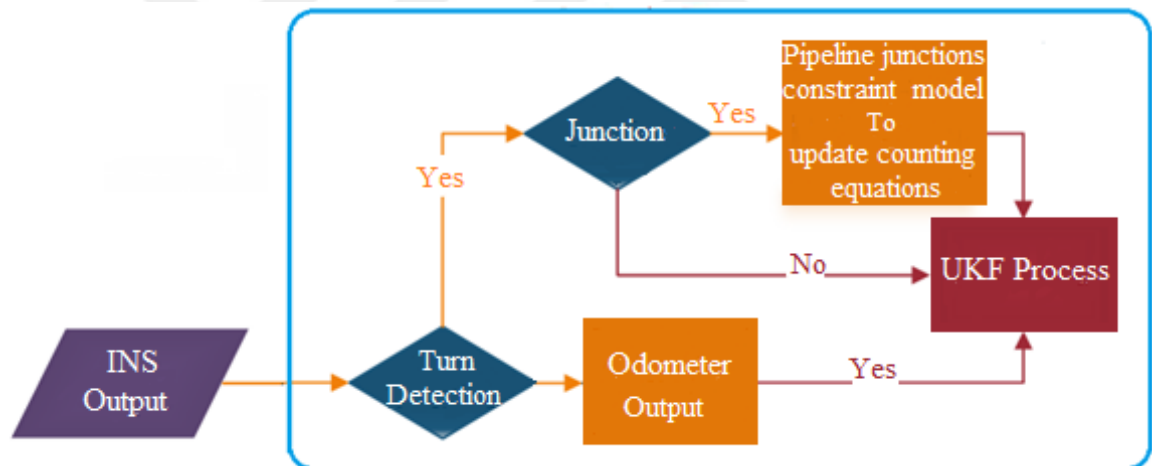 Pipeline junctions
constraint model
To
update counting
equations
Junction
Yes
Yes
No
UKF Process
INS
Output
Turn
Detection
Odometer
Output
Yes